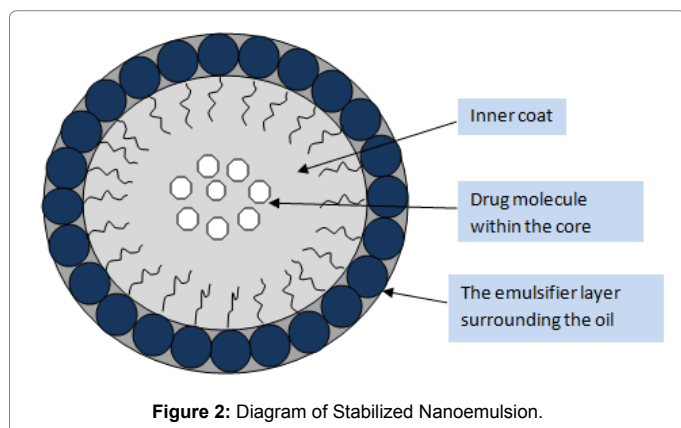 Inner coat
Drug molecule
within the core
The emulsifier layer
surrounding the oil
Figure 2: Diagram of Stabilized Nanoemulsion.